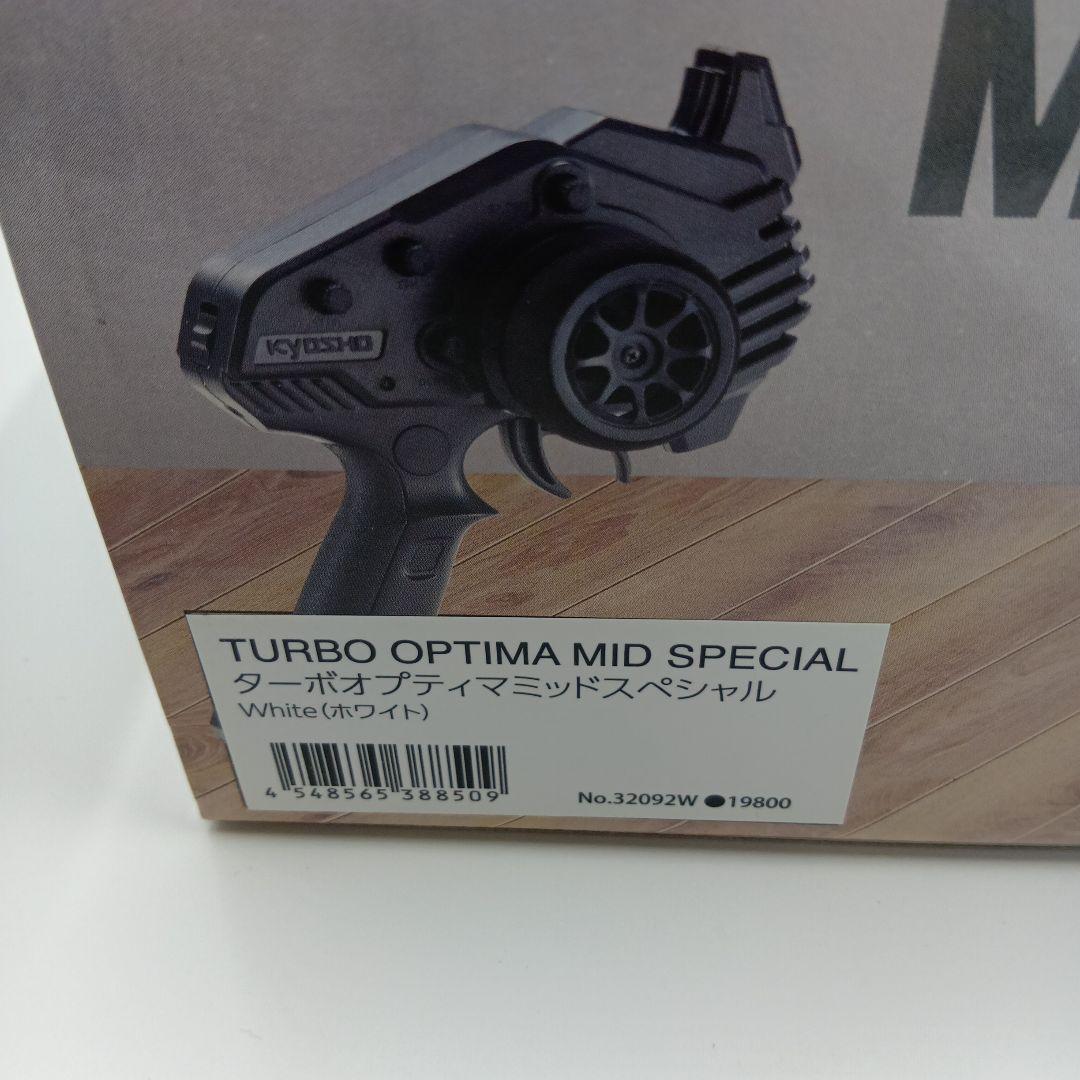 M
KYOSHO
TURBO OPTIMA MID SPECIAL
ターボオプティマミッドスペシャル
White(ホワイト)
4 548565 388509
No.32092W ●19800